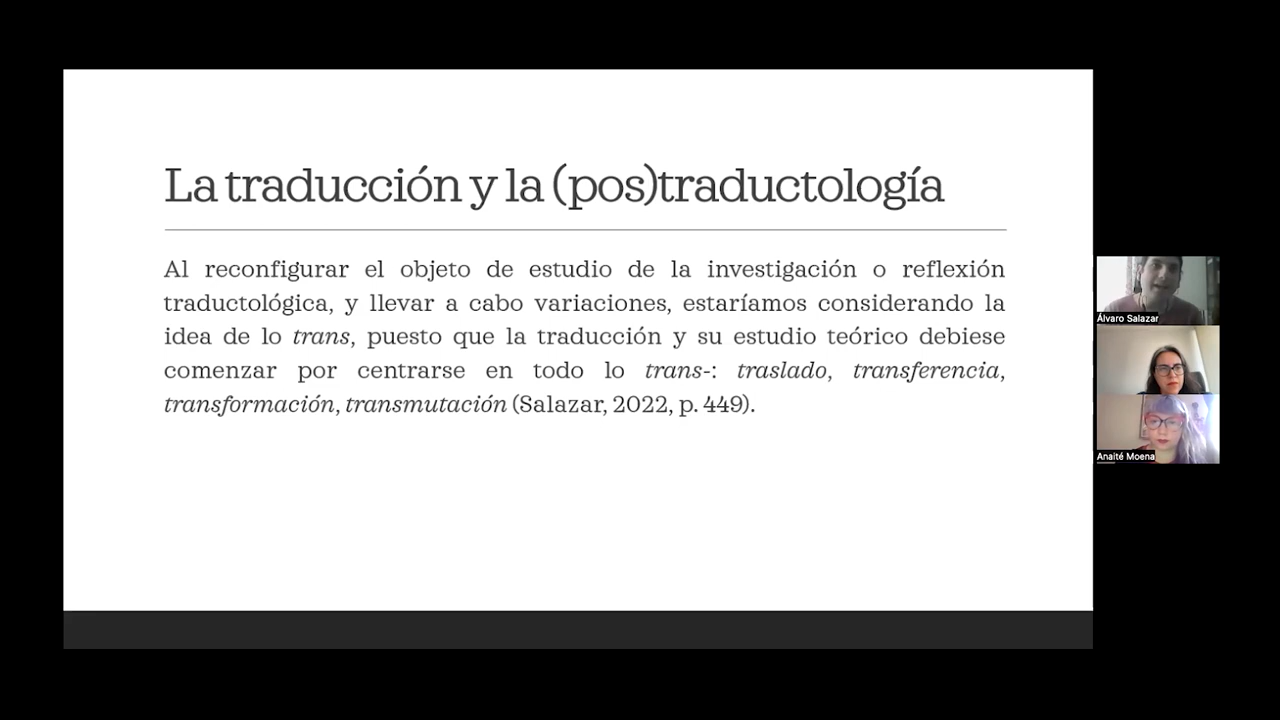 La traducción y la (pos)traductología
Al reconfigurar el objeto de estudio de la investigación o reflexión
traductológica, y llevar a cabo variaciones, estaríamos considerando la
idea de lo trans, puesto que la traducción y su estudio teórico debiese
comenzar por centrarse en todo lo trans-: traslado, transferencia,
transformación, transmutación (Salazar, 2022, p. 449).
Álvaro Salazar
Anaité Moena